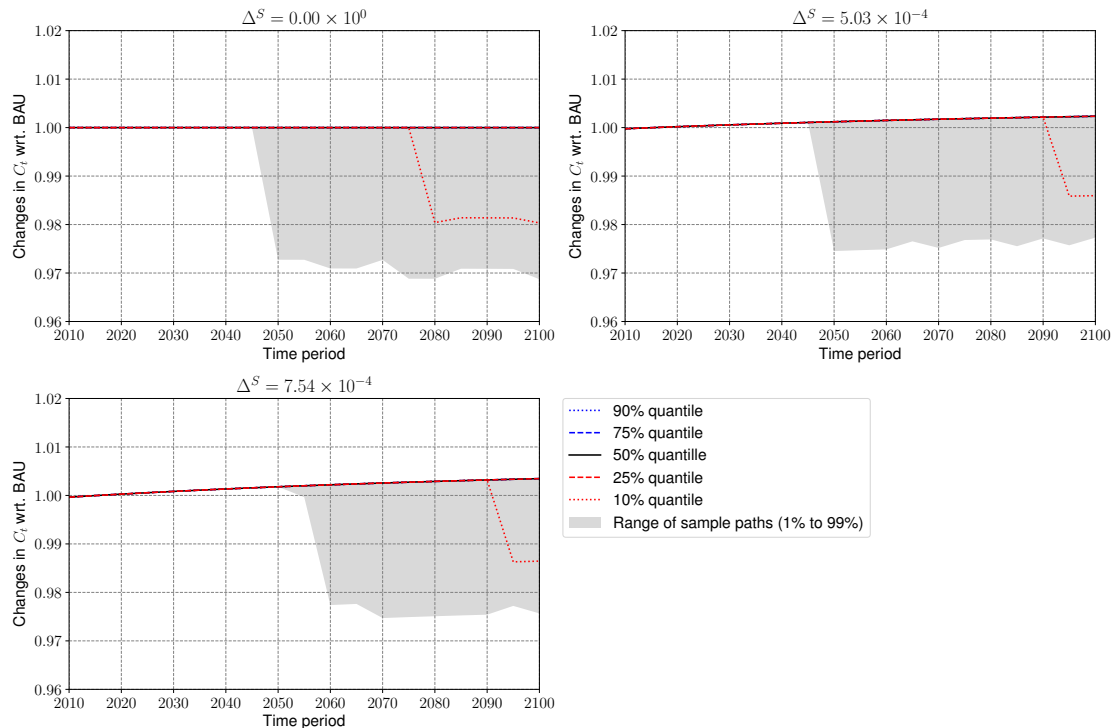 Δ^S = 0.00 × 10^0
Changes in C_t wrt. BAU
1.02
1.01
1.00
0.99
0.98
0.97
0.96
2010 2020 2030 2040 2050 2060 2070 2080 2090 2100
Time period
Δ^S = 5.03 × 10^−4
Changes in C_t wrt. BAU
1.02
1.01
1.00
0.99
0.98
0.97
0.96
2010 2020 2030 2040 2050 2060 2070 2080 2090 2100
Time period
Δ^S = 7.54 × 10^−4
Changes in C_t wrt. BAU
1.02
1.01
1.00
0.99
0.98
0.97
0.96
2010 2020 2030 2040 2050 2060 2070 2080 2090 2100
Time period
90% quantile
75% quantile
50% quantille
25% quantile
10% quantile
Range of sample paths (1% to 99%)